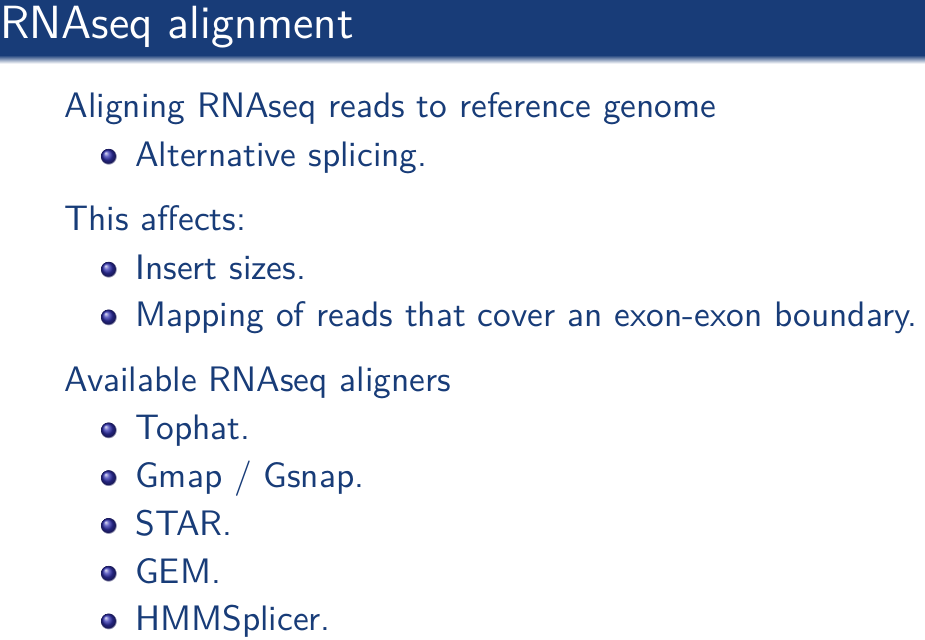 RNAseq alignment
Aligning RNAseq reads to reference genome
Alternative splicing.
This affects:
Insert sizes.
Mapping of reads that cover an exon-exon boundary.
Available RNAseq aligners
Tophat.
Gmap / Gsnap.
STAR.
GEM.
HMMSplicer.